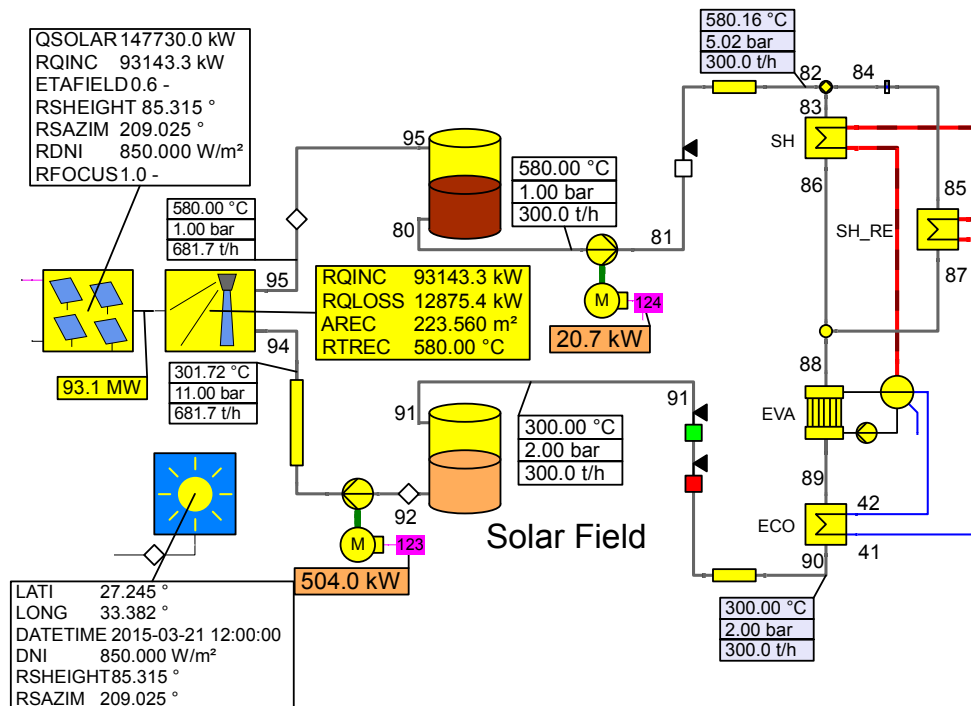 QSOLAR 147730.0 kW
RQINC 93143.3 kW
ETAFIELD 0.6 -
RSHEIGHT 85.315 °
RSAZIM 209.025 °
RDNI 850.000 W/m²
RFOCUS 1.0 -
580.16 °C
5.02 bar
300.0 t/h
82
84
83
SH
86
85
SH_RE
87
95
580.00 °C
1.00 bar
300.0 t/h
80
81
M
124
20.7 kW
580.00 °C
1.00 bar
681.7 t/h
95
94
RQINC 93143.3 kW
RQLOSS 12875.4 kW
AREC 223.560 m²
RTREC 580.00 °C
93.1 MW
301.72 °C
11.00 bar
681.7 t/h
91
300.00 °C
2.00 bar
300.0 t/h
91
88
EVA
89
42
ECO
41
90
92
Solar Field
M
123
504.0 kW
300.00 °C
2.00 bar
300.0 t/h
LATI 27.245 °
LONG 33.382 °
DATETIME 2015-03-21 12:00:00
DNI 850.000 W/m²
RSHEIGHT 85.315 °
RSAZIM 209.025 °